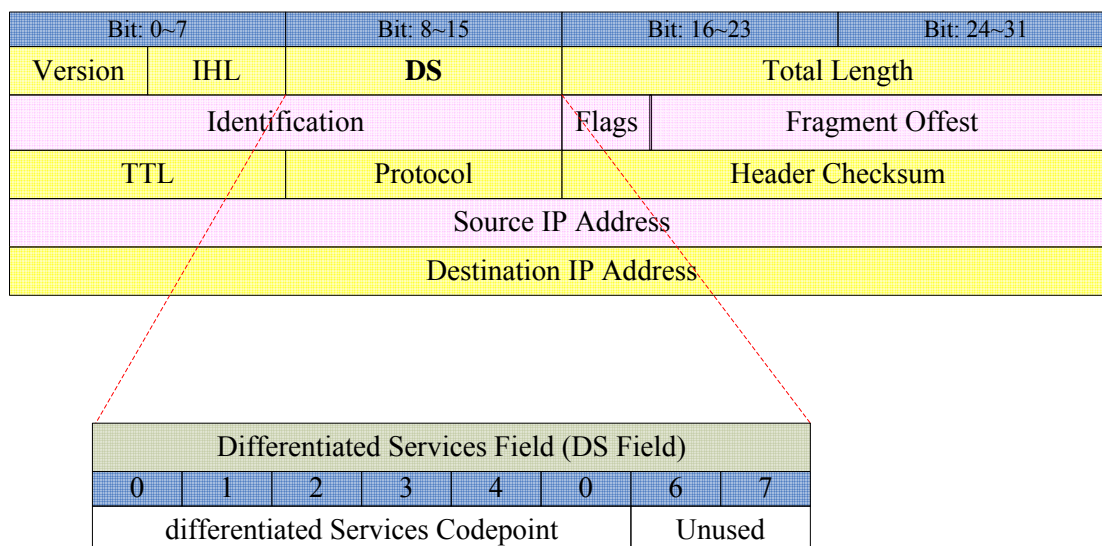 Bit: 0~7 Bit: 8~15 Bit: 16~23 Bit: 24~31
Version IHL DS Total Length
Identification Flags Fragment Offest
TTL Protocol Header Checksum
Source IP Address
Destination IP Address
Differentiated Services Field (DS Field)
0 1 2 3 4 0 6 7
differentiated Services Codepoint Unused